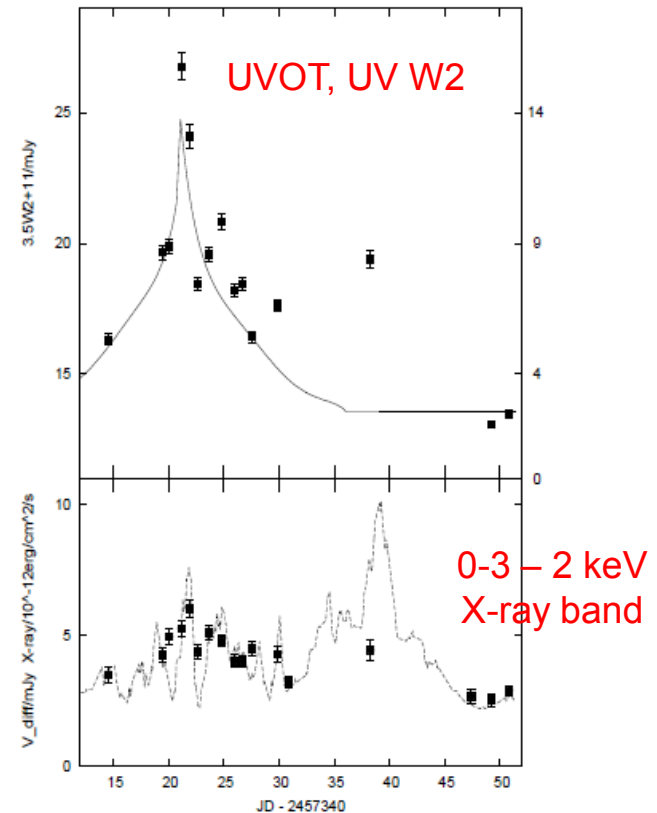 UVOT, UV W2
3.5W2+11/mJy
25
20
15
14
9
4
0
0-3 – 2 keV
X-ray band
V_diff/mJy X-ray/10^-12erg/cm^2/s
10
5
0
15 20 25 30 35 40 45 50
JD - 2457340